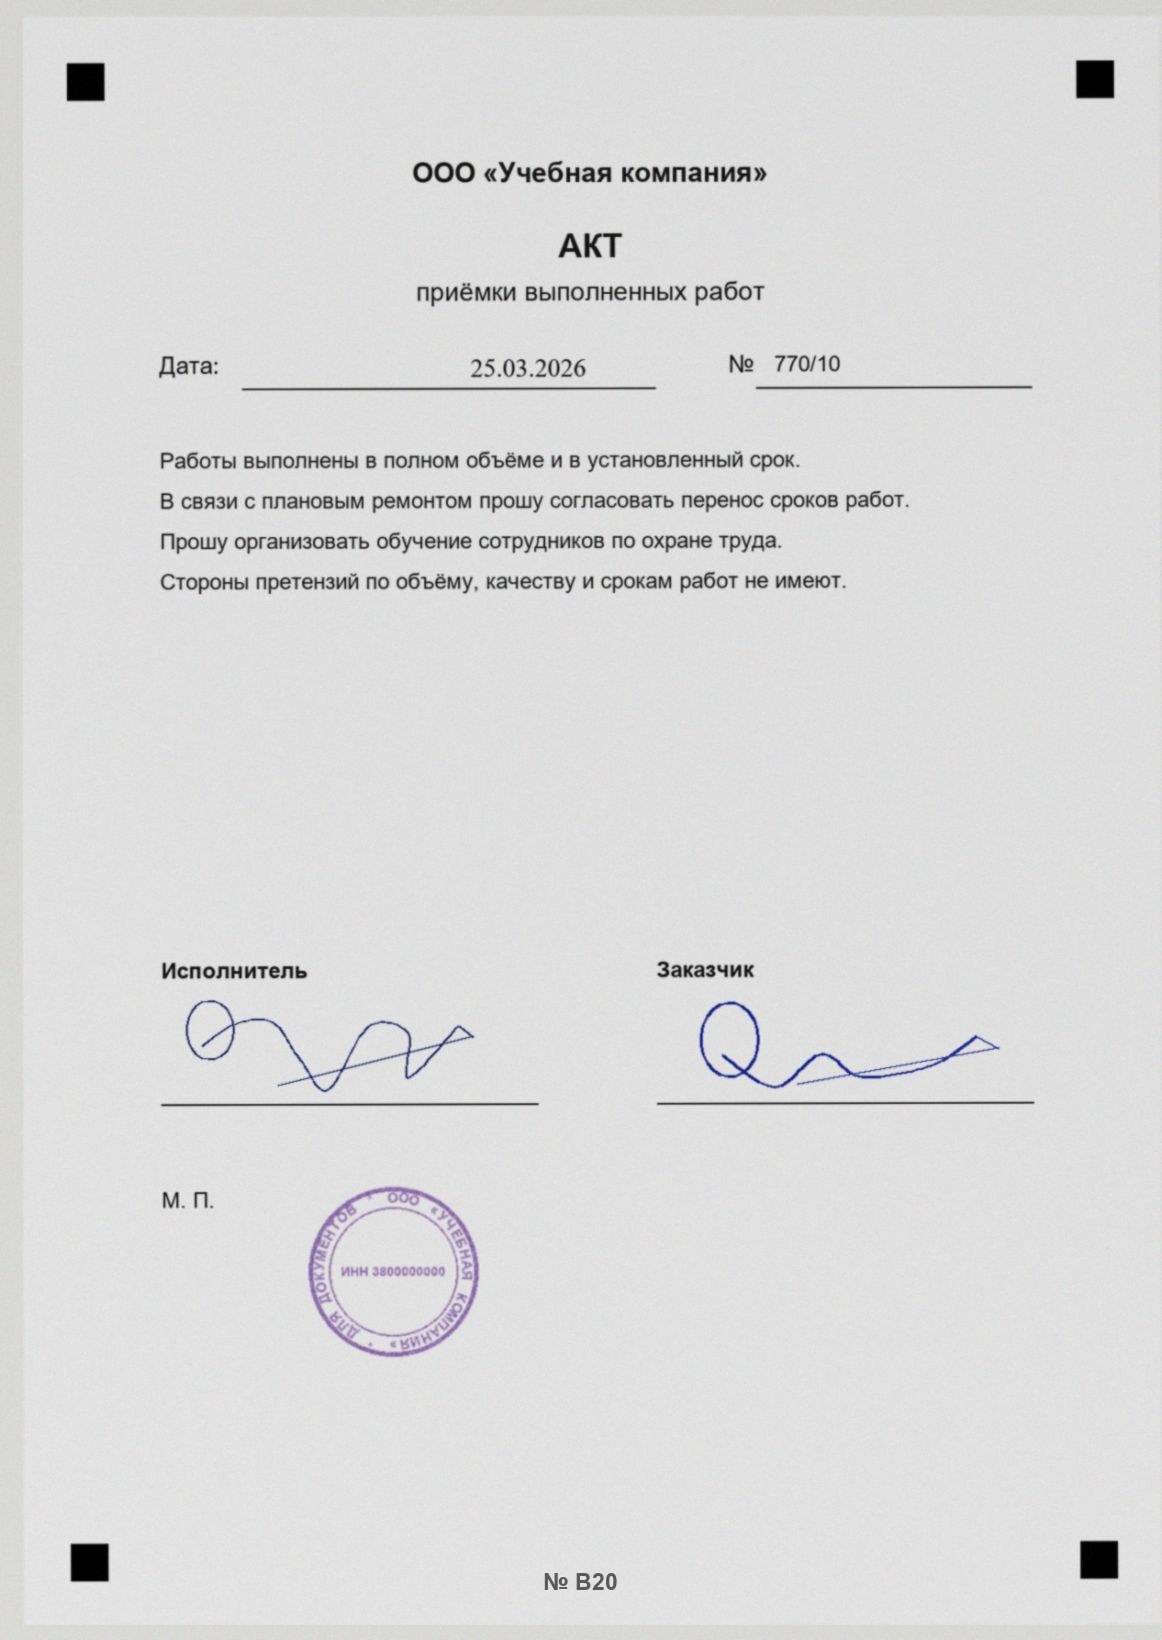 ООО «Учебная компания»
АКТ
приёмки выполненных работ
Дата: 25.03.2026 № 770/10
Работы выполнены в полном объёме и в установленный срок.
В связи с плановым ремонтом прошу согласовать перенос сроков работ.
Прошу организовать обучение сотрудников по охране труда.
Стороны претензий по объёму, качеству и срокам работ не имеют.
Исполнитель Заказчик
М. П.
ООО «УЧЕБНАЯ КОМПАНИЯ» * ДЛЯ ДОКУМЕНТОВ *
ИНН 3800000000
№ B20